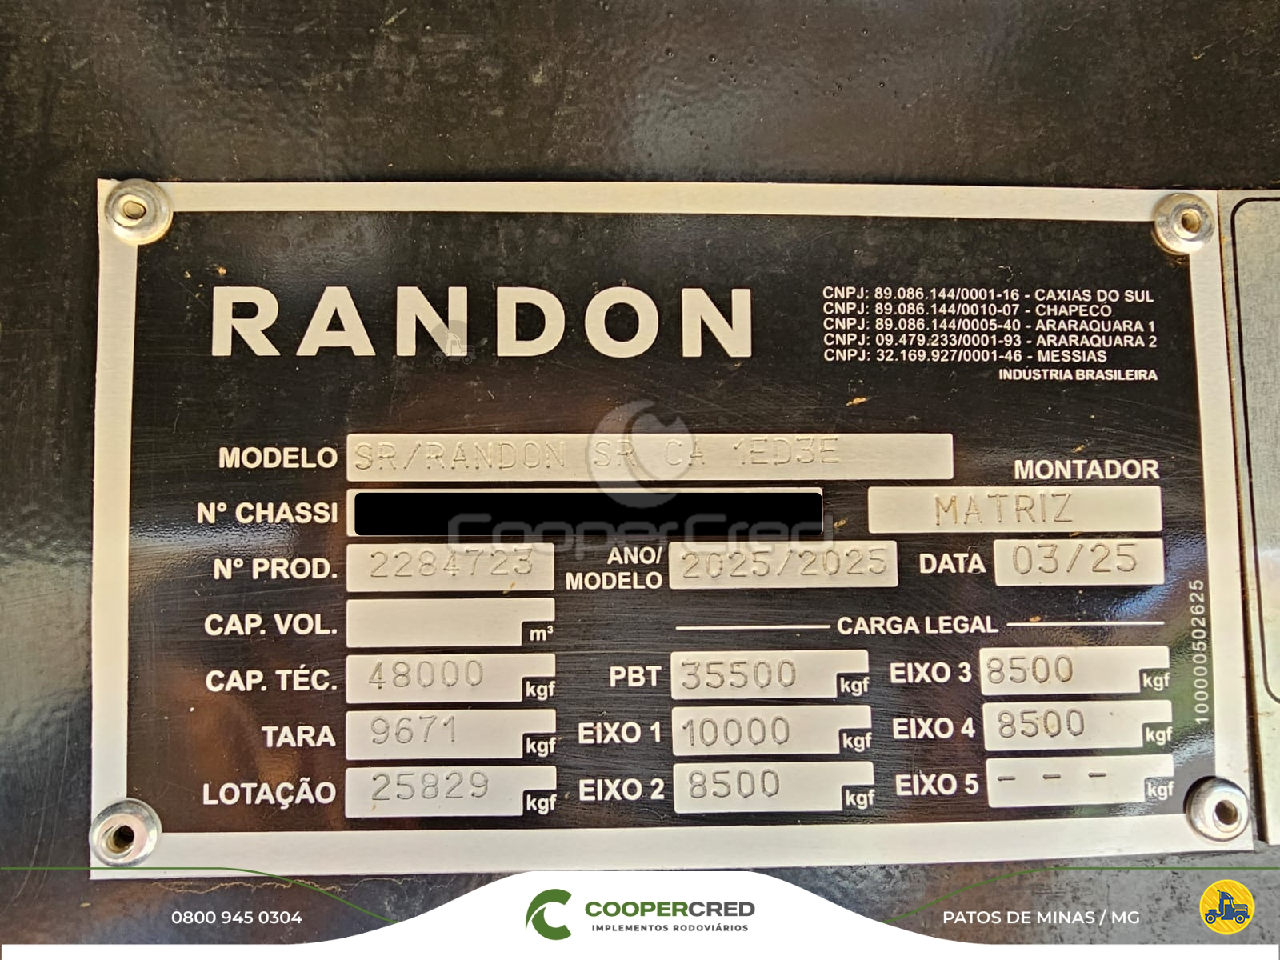 RANDON
CNPJ: 89.086.144/0001-16 - CAXIAS DO SUL
CNPJ: 89.086.144/0010-07 - CHAPECO
CNPJ: 89.086.144/0005-40 - ARARAQUARA 1
CNPJ: 09.479.233/0001-93 - ARARAQUARA 2
CNPJ: 32.169.927/0001-46 - MESSIAS
INDÚSTRIA BRASILEIRA
MODELO SR/RANDON SR CA 1ED3E
MONTADOR
Nº CHASSI MATRIZ
CooperCred
Nº PROD. 2284723 ANO/MODELO 2025/2025 DATA 03/25
CAP. VOL. m³ CARGA LEGAL
CAP. TÉC. 48000 kgf PBT 35500 kgf EIXO 3 8500 kgf
TARA 9671 kgf EIXO 1 10000 kgf EIXO 4 8500 kgf
LOTAÇÃO 25829 kgf EIXO 2 8500 kgf EIXO 5 - - - kgf
100000502625
0800 945 0304
COOPERCRED
IMPLEMENTOS RODOVIÁRIOS
PATOS DE MINAS / MG